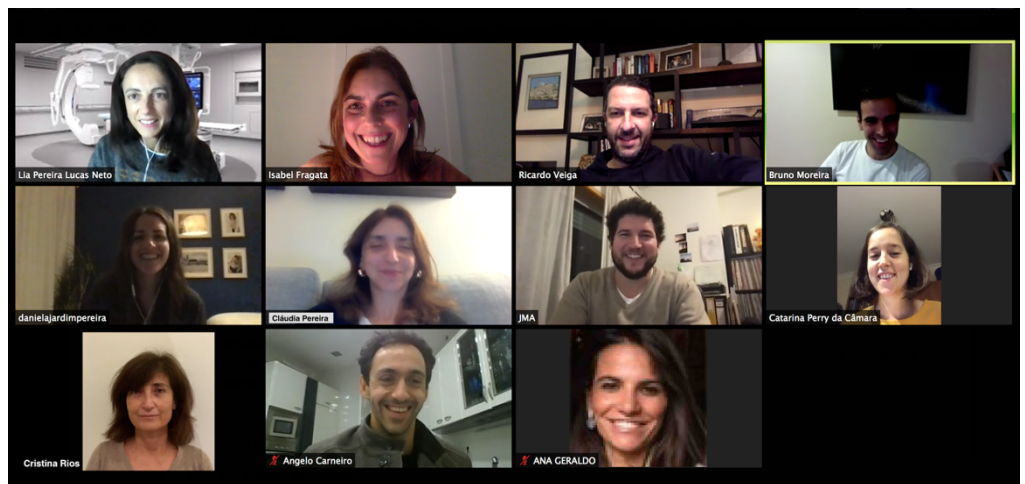 Lia Pereira Lucas Neto
Isabel Fragata
Ricardo Veiga
Bruno Moreira
danielajardimpereira
Cláudia Pereira
JMA
Catarina Perry da Câmara
Cristina Rios
Angelo Carneiro
ANA GERALDO